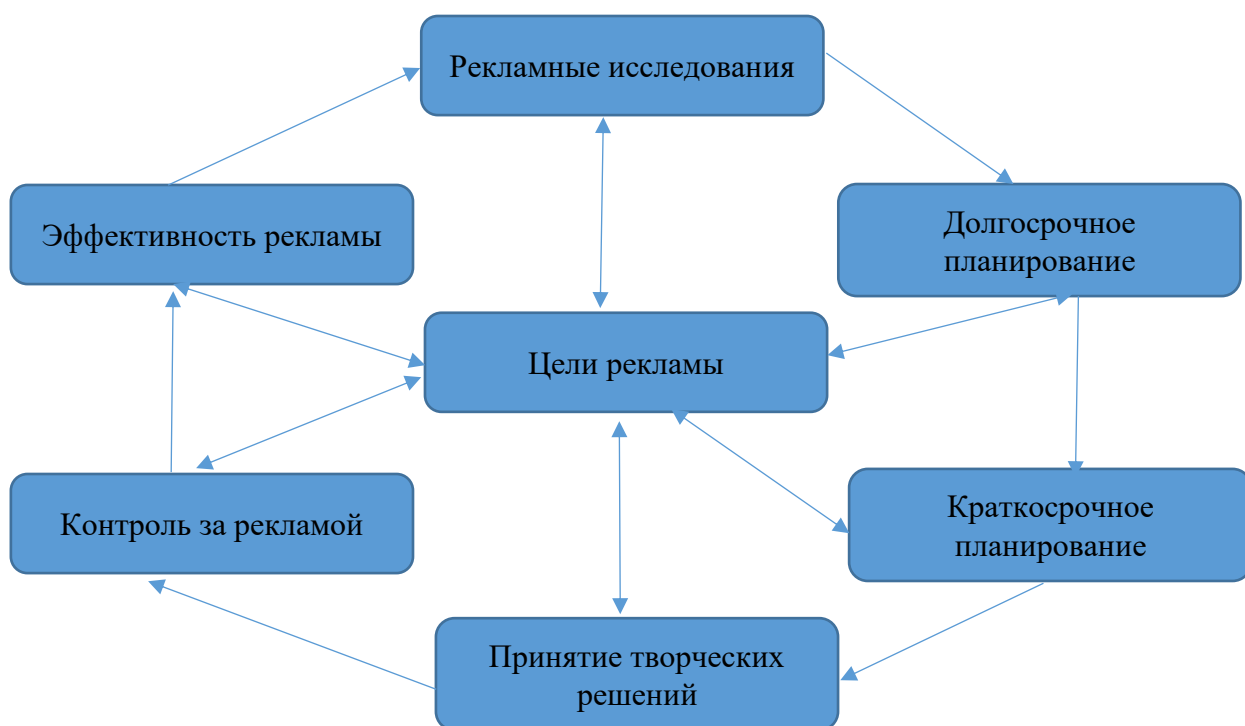 Рекламные исследования
Эффективность рекламы
Долгосрочное
планирование
Цели рекламы
Контроль за рекламой
Краткосрочное
планирование
Принятие творческих
решений